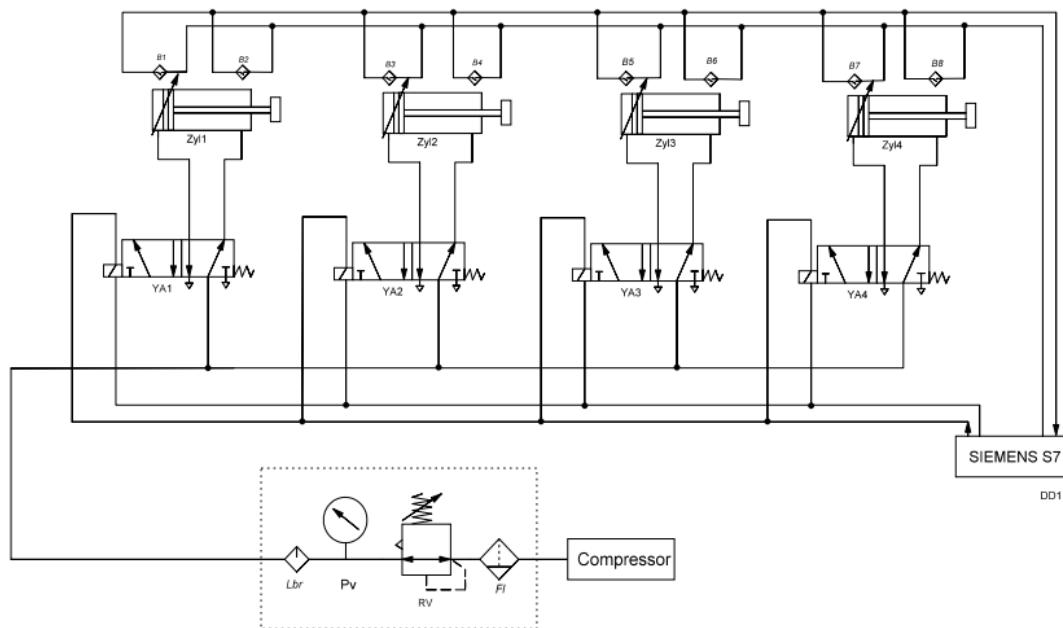 B1 B2 B3 B4 B5 B6 B7 B8
Zyl1 Zyl2 Zyl3 Zyl4
YA1 YA2 YA3 YA4
SIEMENS S7
DD1
Compressor
Lbr Pv RV Fl